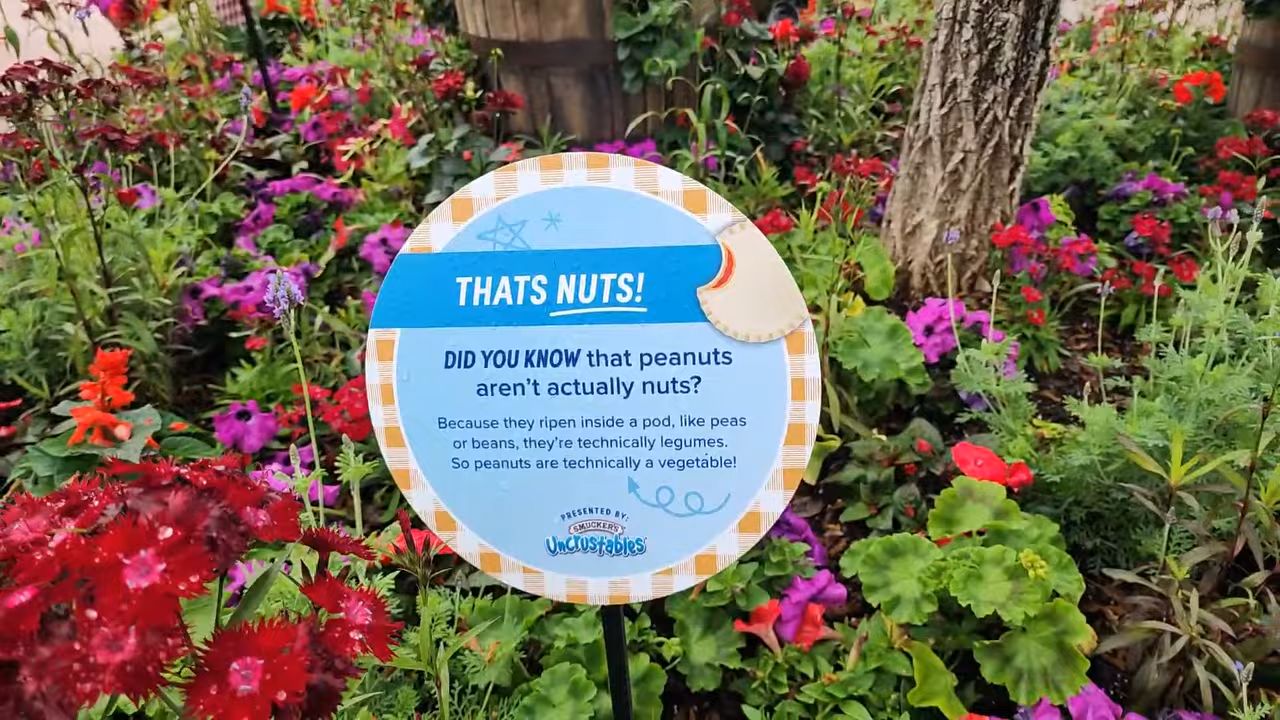 THATS NUTS!
DID YOU KNOW that peanuts
aren't actually nuts?
Because they ripen inside a pod, like peas
or beans, they're technically legumes.
So peanuts are technically a vegetable!
PRESENTED BY:
SMUCKER'S
UNCRUSTABLES